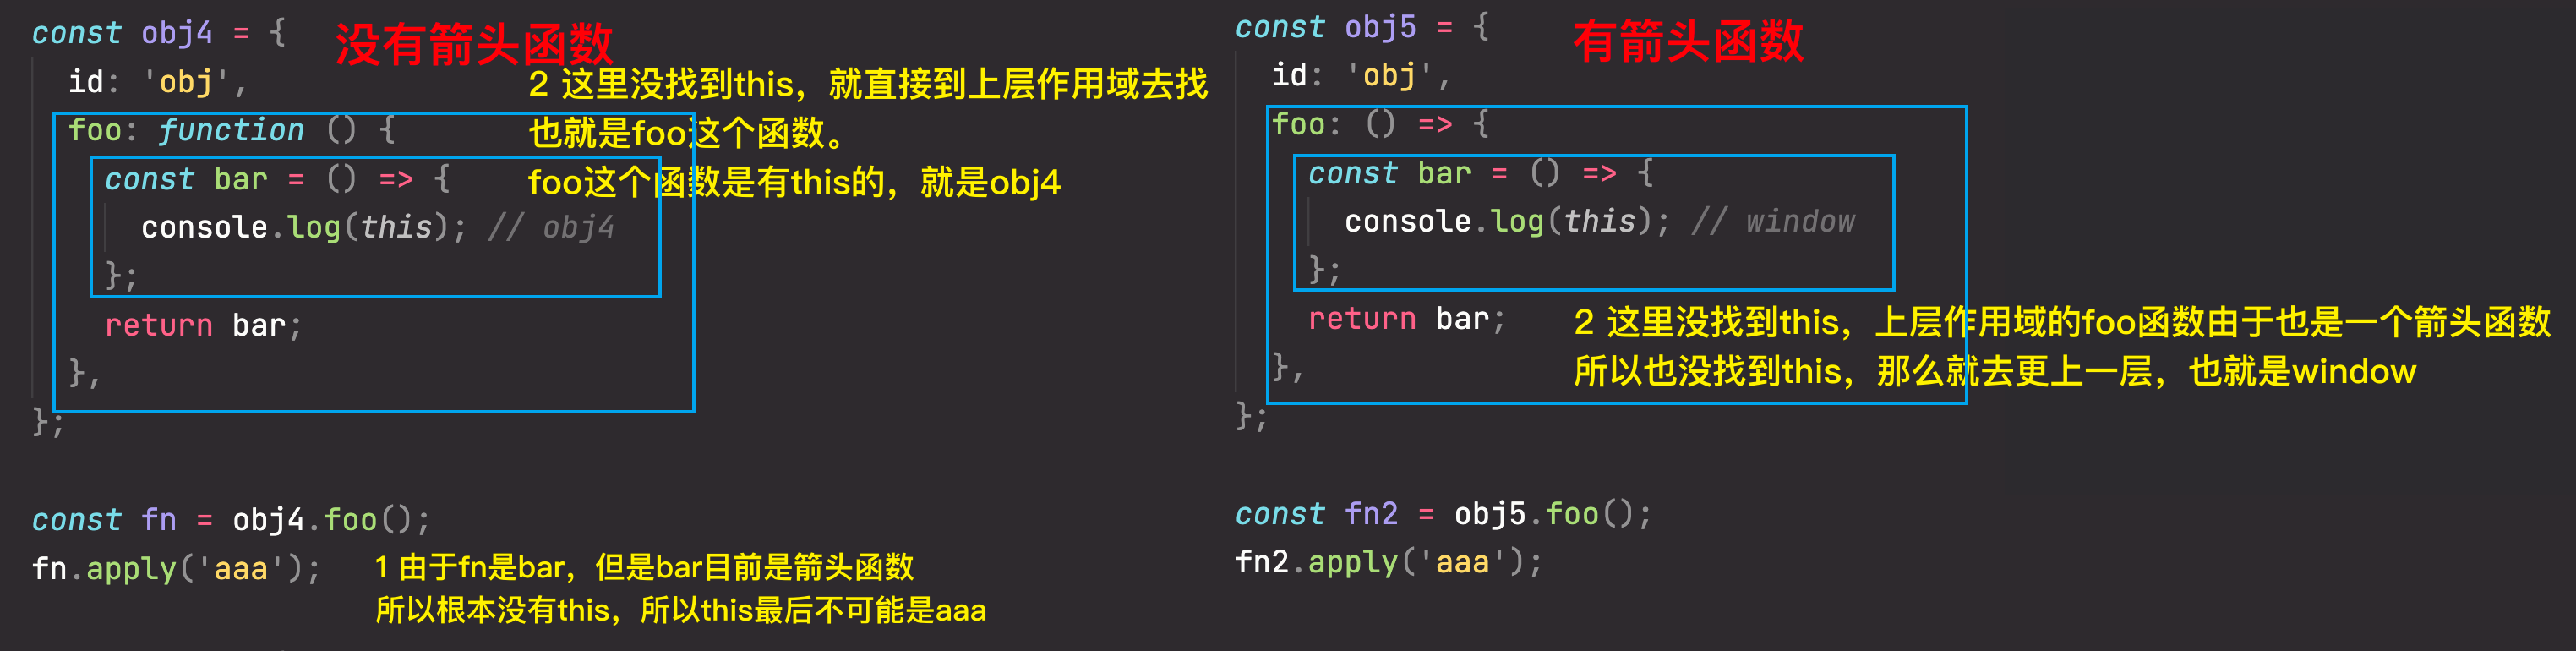 const obj4 = {
没有箭头函数
id: 'obj',
2 这里没找到this，就直接到上层作用域去找
也就是foo这个函数。
foo这个函数是有this的，就是obj4
foo: function () {
const bar = () => {
console.log(this); // obj4
};
return bar;
},
};
const fn = obj4.foo();
fn.apply('aaa');
1 由于fn是bar，但是bar目前是箭头函数
所以根本没有this，所以this最后不可能是aaa
const obj5 = {
有箭头函数
id: 'obj',
foo: () => {
const bar = () => {
console.log(this); // window
};
return bar;
2 这里没找到this，上层作用域的foo函数由于也是一个箭头函数
所以也没找到this，那么就去更上一层，也就是window
},
};
const fn2 = obj5.foo();
fn2.apply('aaa');